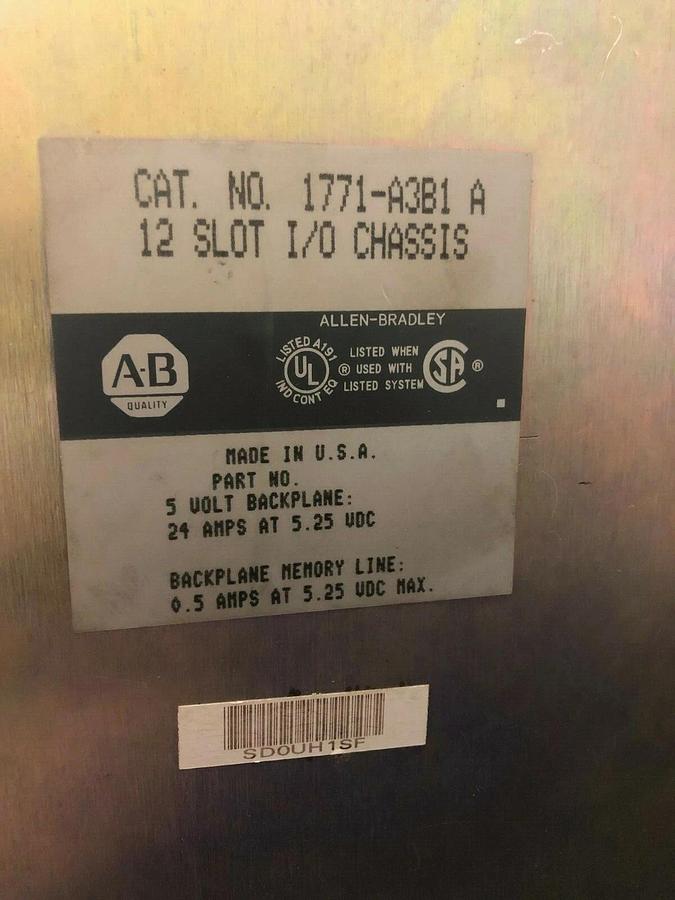 CAT. NO. 1771-A3B1 A
12 SLOT I/O CHASSIS
ALLEN-BRADLEY
A-B
QUALITY
LISTED A191
UL
IND CONT EQ
®
LISTED WHEN
USED WITH
LISTED SYSTEM
SA
®
MADE IN U.S.A.
PART NO.
5 VOLT BACKPLANE:
24 AMPS AT 5.25 VDC
BACKPLANE MEMORY LINE:
0.5 AMPS AT 5.25 VDC MAX.
SD0UH1SF